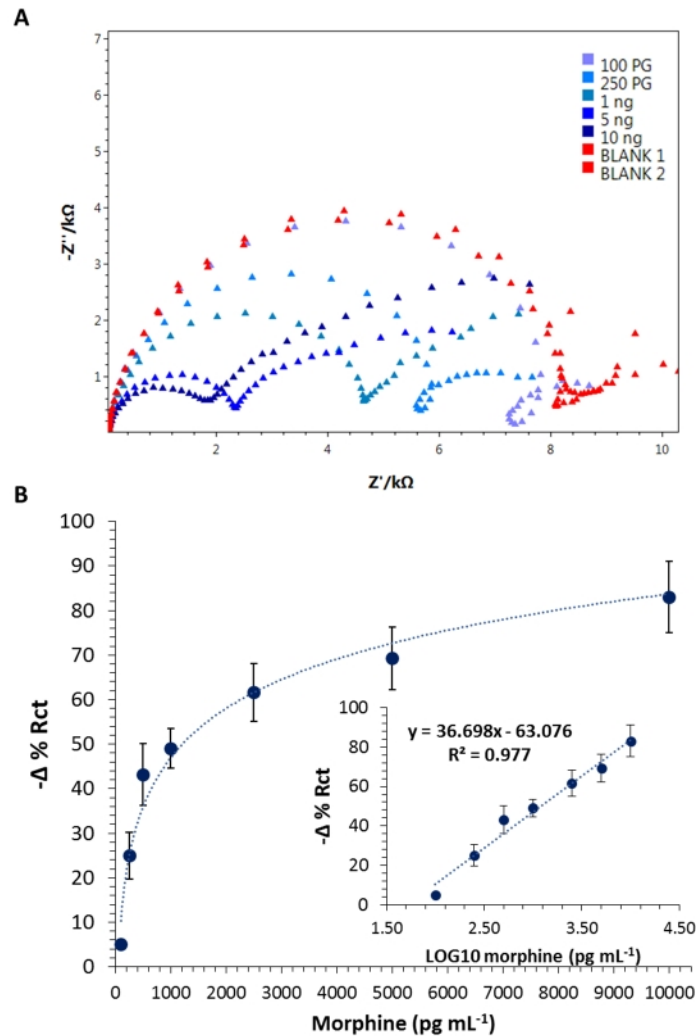 A
7
6
5
4
3
2
1
-Z''/kΩ
100 PG
250 PG
1 ng
5 ng
10 ng
BLANK 1
BLANK 2
2
4
6
8
10
Z'/kΩ
B
100
90
80
70
60
50
40
30
20
10
0
-Δ % Rct
0
1000
2000
3000
4000
5000
6000
7000
8000
9000
10000
Morphine (pg mL⁻¹)
100
80
60
40
20
0
-Δ % Rct
y = 36.698x - 63.076
R² = 0.977
1.50
2.50
3.50
4.50
LOG10 morphine (pg mL⁻¹)